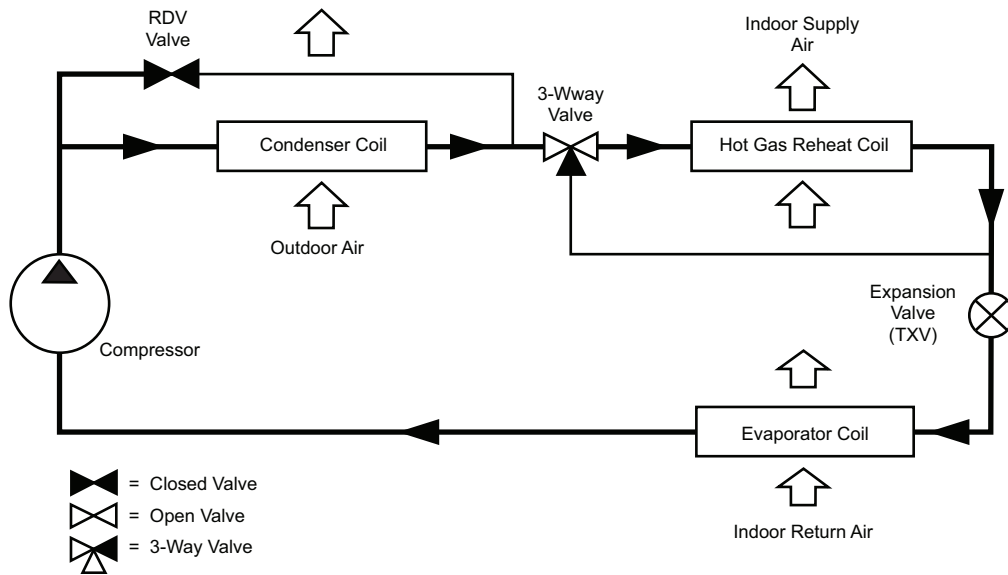 RDV
Valve
Indoor Supply
Air
3-Wway
Valve
Condenser Coil
Hot Gas Reheat Coil
Outdoor Air
Expansion
Valve
(TXV)
Compressor
Evaporator Coil
= Closed Valve
= Open Valve
Indoor Return Air
= 3-Way Valve